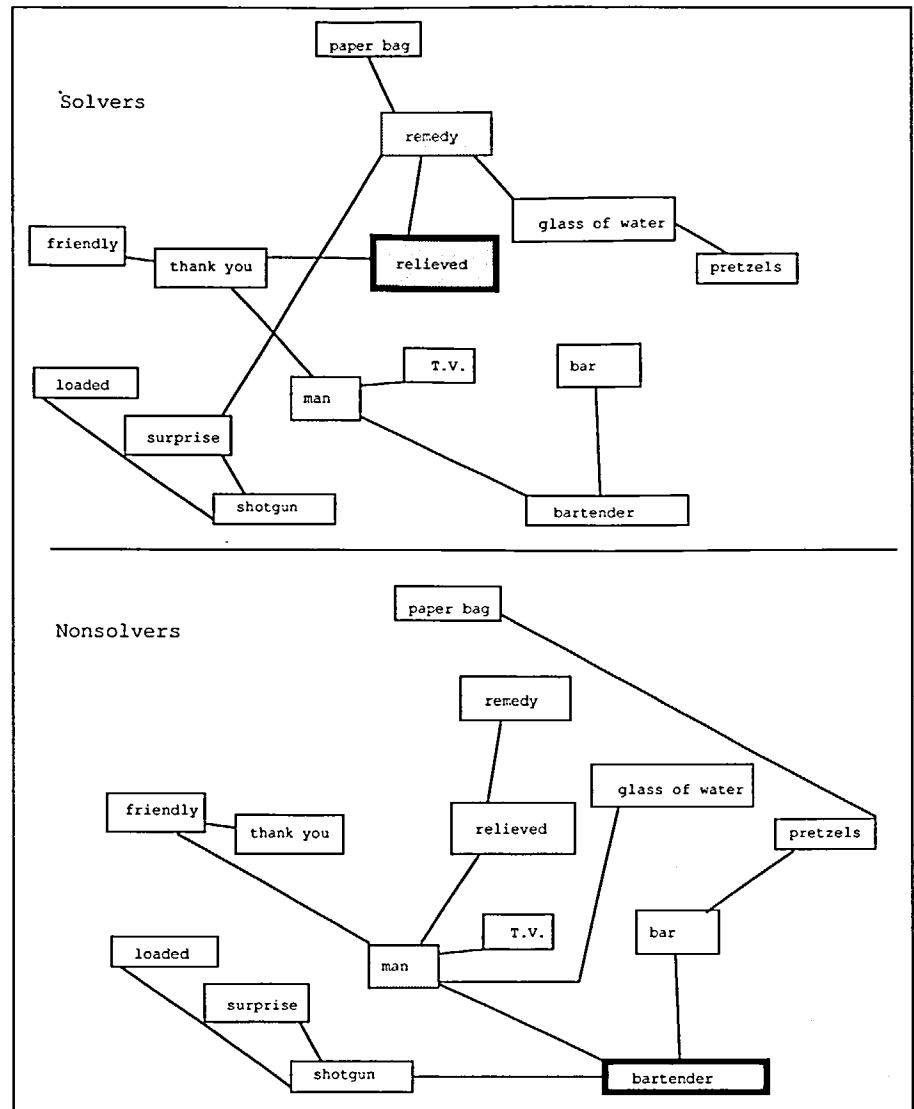 paper bag
Solvers
remedy
glass of water
friendly
thank you
relieved
pretzels
T.V.
bar
loaded
man
surprise
shotgun
bartender
paper bag
Nonsolvers
remedy
glass of water
friendly
thank you
relieved
pretzels
T.V.
bar
loaded
man
surprise
shotgun
bartender